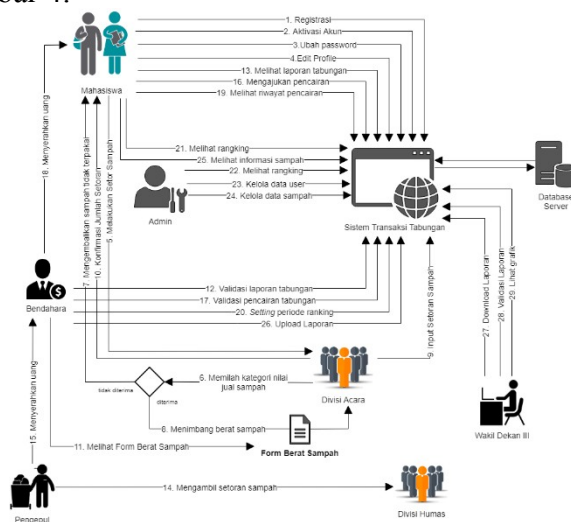 1. Registrasi
2. Aktivasi Akun
3.Ubah password
4.Edit Profile
13. Melihat laporan tabungan
16. Mengajukan pencairan
19. Melihat riwayat pencairan
Mahasiswa
18. Menyerahkan uang
7. Mengembalikan sampah tidak terpakai
10. Konfirmasi Jumlah Setoran
5. Melakukan Setor Sampah
21. Melihat rangking
25. Melihat informasi sampah
22. Melihat rangking
23. Kelola data user
24. Kelola data sampah
Admin
Sistem Transaksi Tabungan
Database Server
Bendahara
12. Validasi laporan tabungan
17. Validasi pencairan tabungan
20. Setting periode ranking
26. Upload Laporan
9. Input Setoran Sampah
27. Download Laporan
28. Validasi Laporan
29. Lihat grafik
6. Memilah kategori nilai
jual sampah
tidak diterima
diterima
Divisi Acara
8. Menimbang berat sampah
Form Berat Sampah
11. Melihat Form Berat Sampah
Wakil Dekan III
15. Menyerahkan uang
14. Mengambil setoran sampah
Pengepul
Divisi Humas